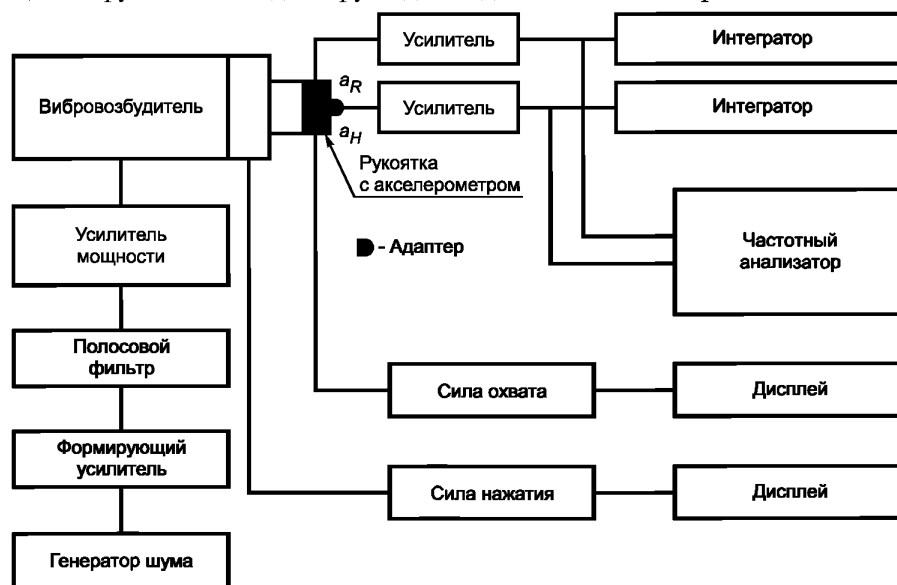 Усилитель
Интегратор
Вибровозбудитель
a_R
Усилитель
Интегратор
a_H
Рукоятка
с акселерометром
Усилитель
мощности
- Адаптер
Частотный
анализатор
Полосовой
фильтр
Сила охвата
Дисплей
Формирующий
усилитель
Сила нажатия
Дисплей
Генератор шума